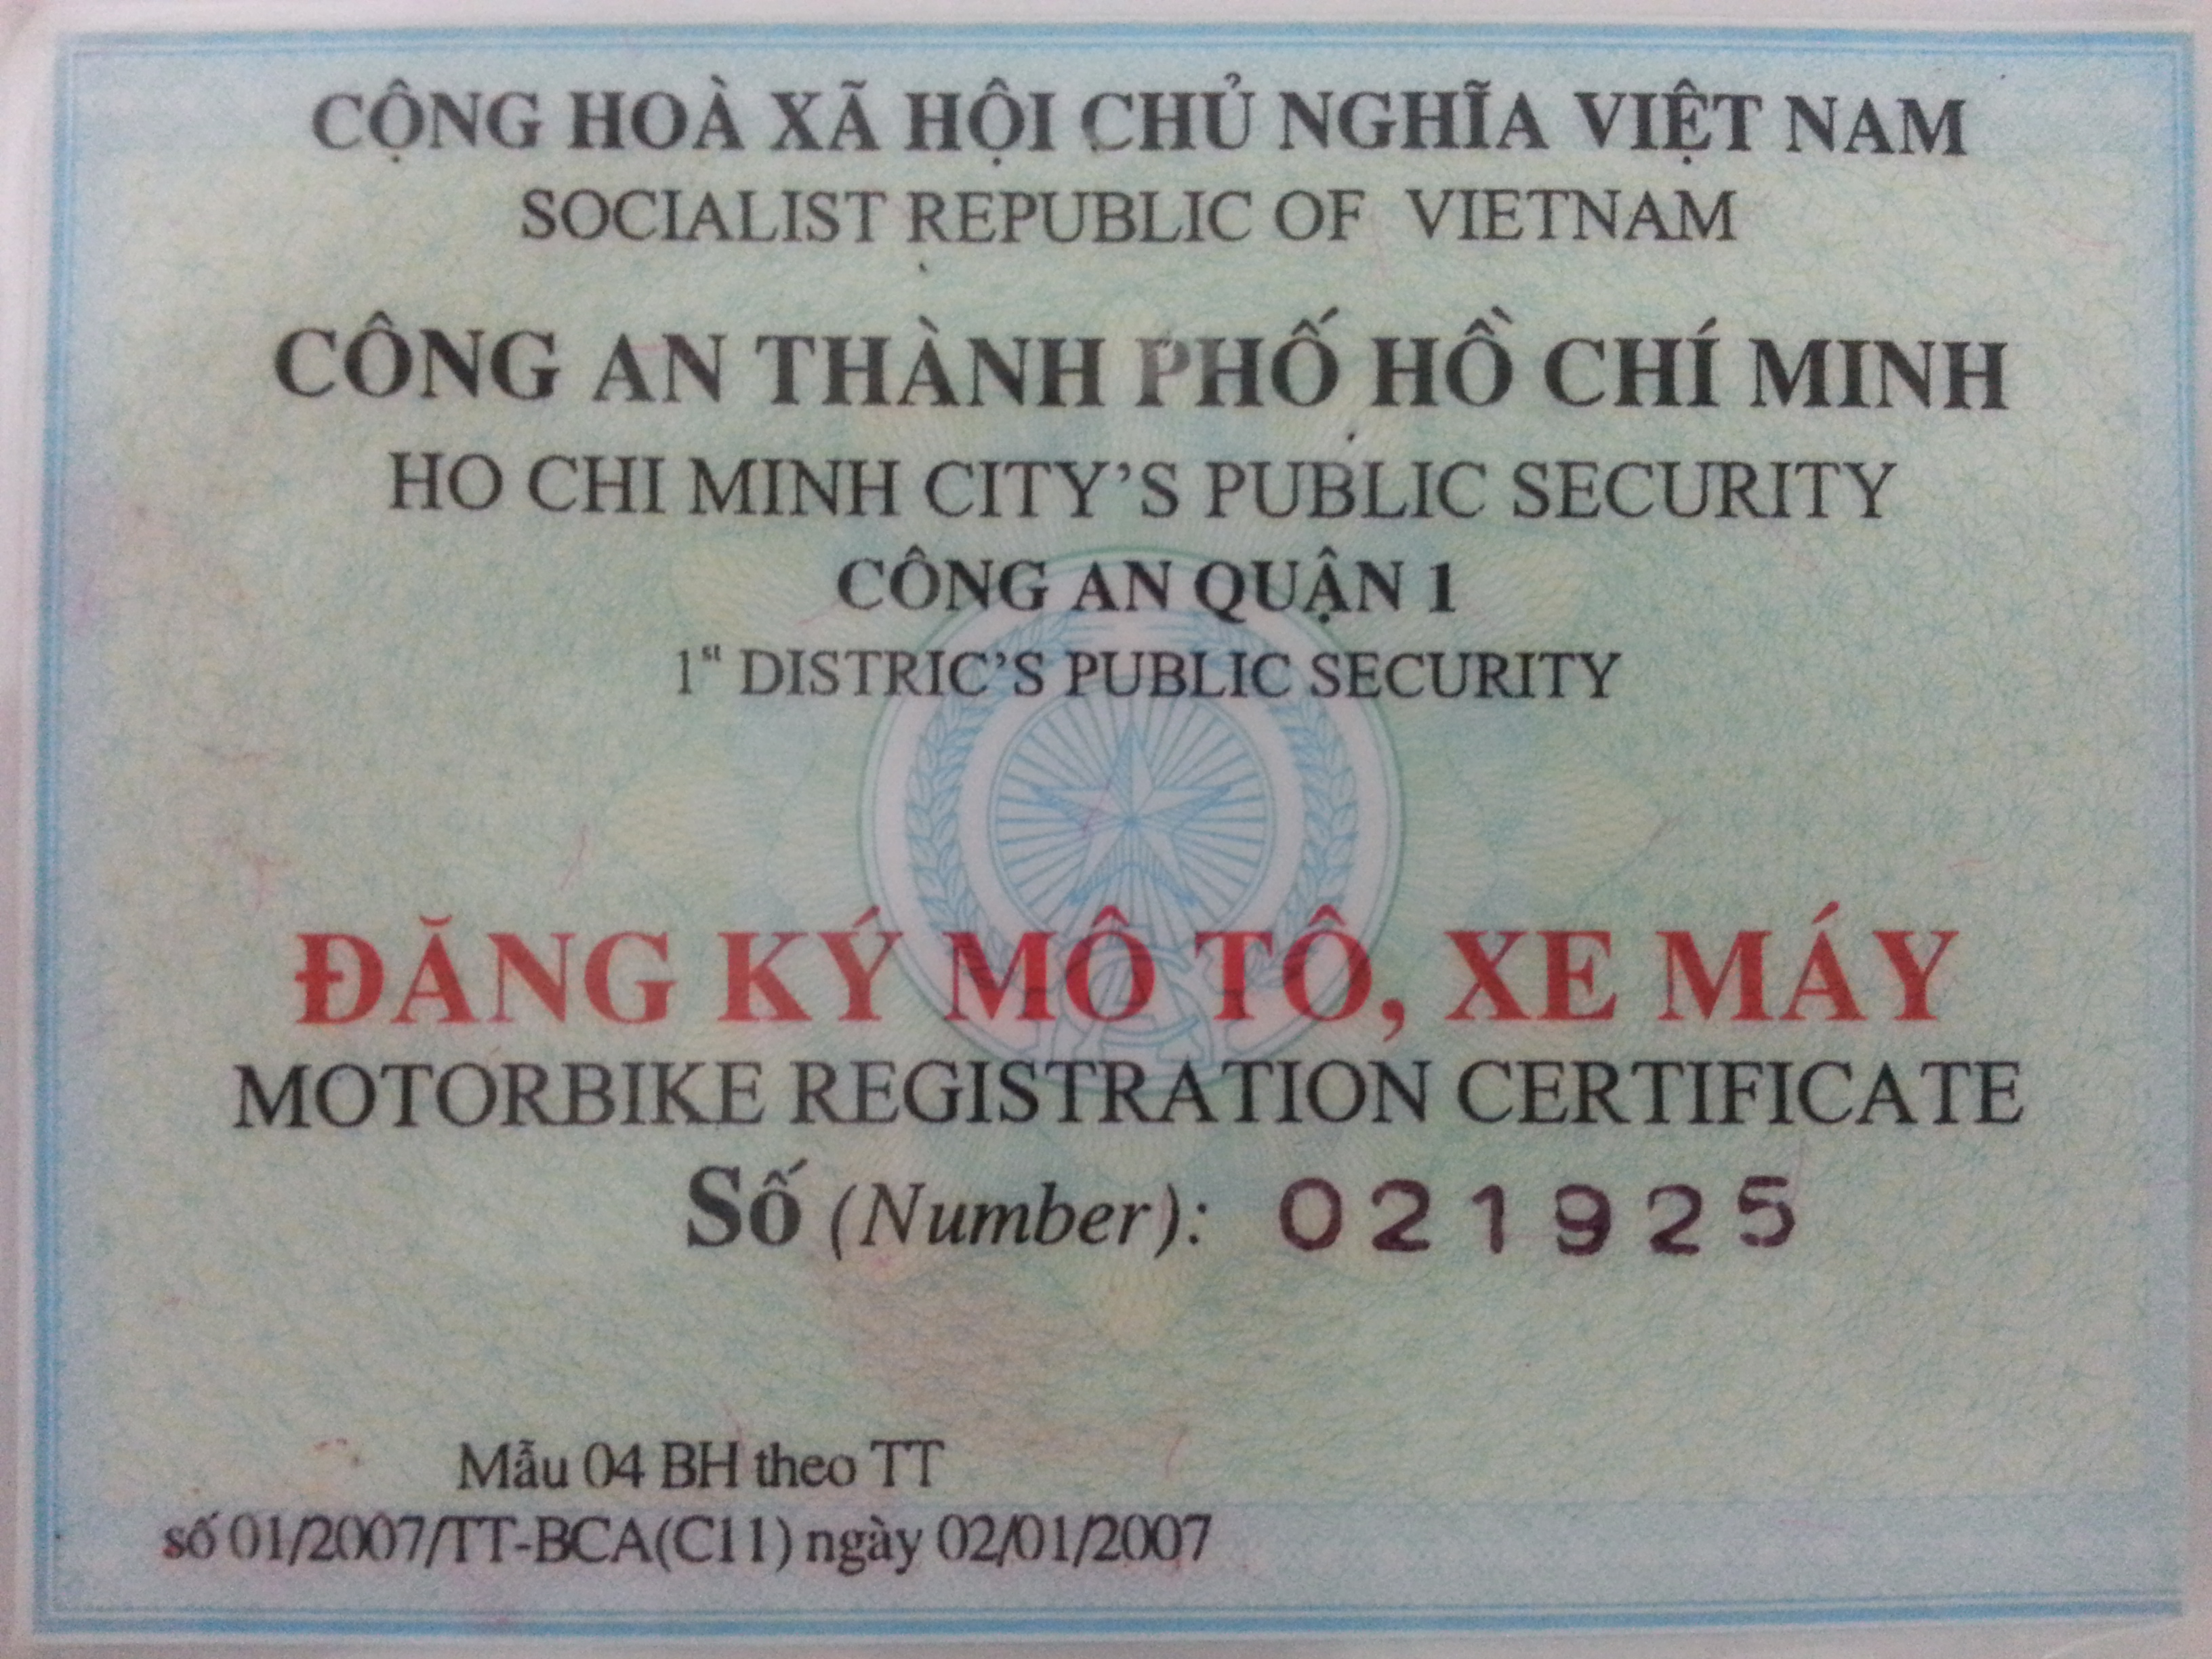 CỘNG HOÀ XÃ HỘI CHỦ NGHĨA VIỆT NAM
SOCIALIST REPUBLIC OF VIETNAM
CÔNG AN THÀNH PHỐ HỒ CHÍ MINH
HO CHI MINH CITY’S PUBLIC SECURITY
CÔNG AN QUẬN 1
1st DISTRIC’S PUBLIC SECURITY
ĐĂNG KÝ MÔ TÔ, XE MÁY
MOTORBIKE REGISTRATION CERTIFICATE
Số (Number): 021925
Mẫu 04 BH theo TT
số 01/2007/TT-BCA(C11) ngày 02/01/2007